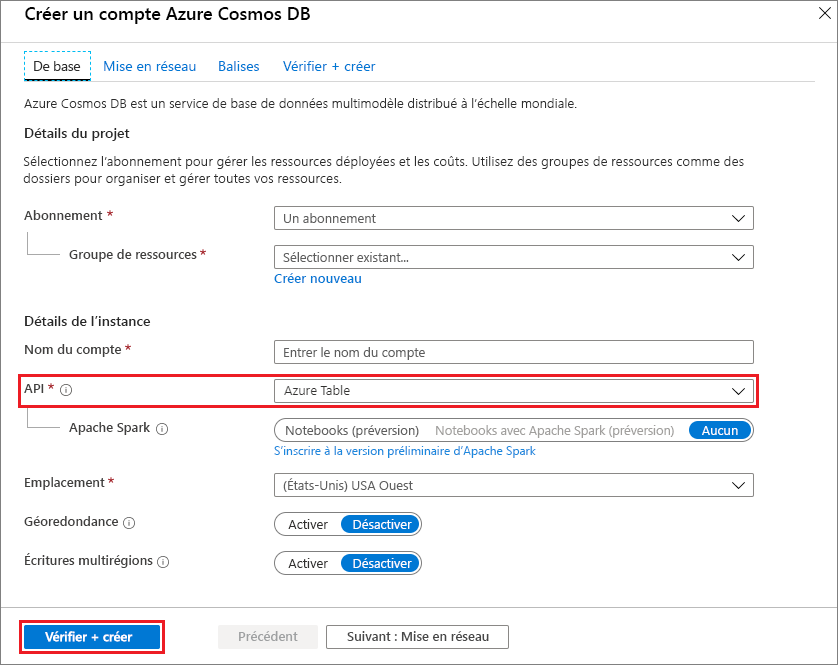 Créer un compte Azure Cosmos DB
De base Mise en réseau Balises Vérifier + créer
Azure Cosmos DB est un service de base de données multimodèle distribué à l’échelle mondiale.
Détails du projet
Sélectionnez l’abonnement pour gérer les ressources déployées et les coûts. Utilisez des groupes de ressources comme des
dossiers pour organiser et gérer toutes vos ressources.
Abonnement * Un abonnement
Groupe de ressources * Sélectionner existant...
Créer nouveau
Détails de l’instance
Nom du compte * Entrer le nom du compte
API * Azure Table
Apache Spark Notebooks (préversion) Notebooks avec Apache Spark (préversion) Aucun
S’inscrire à la version préliminaire d’Apache Spark
Emplacement * (États-Unis) USA Ouest
Géoredondance Activer Désactiver
Écritures multirégions Activer Désactiver
Vérifier + créer Précédent Suivant : Mise en réseau